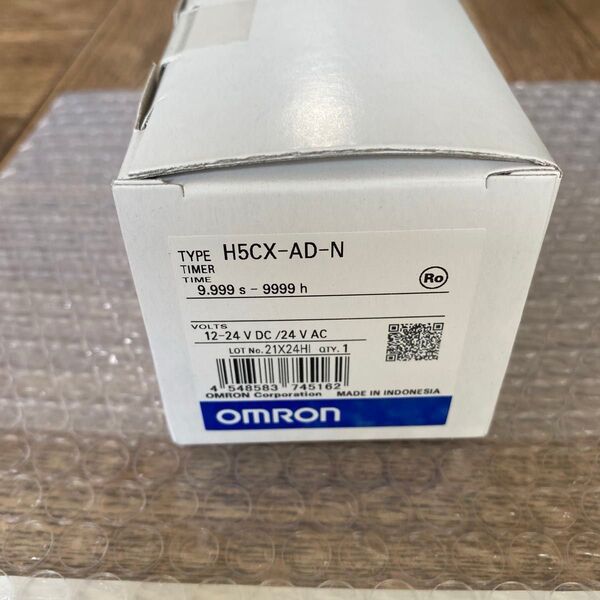 TYPE H5CX-AD-N
TIMER
TIME
9.999 s - 9999 h
Ro
VOLTS
12-24 V DC /24 V AC
LOT No. 21X24HI QTY. 1
4 548583 745162
OMRON Corporation MADE IN INDONESIA
OMRON